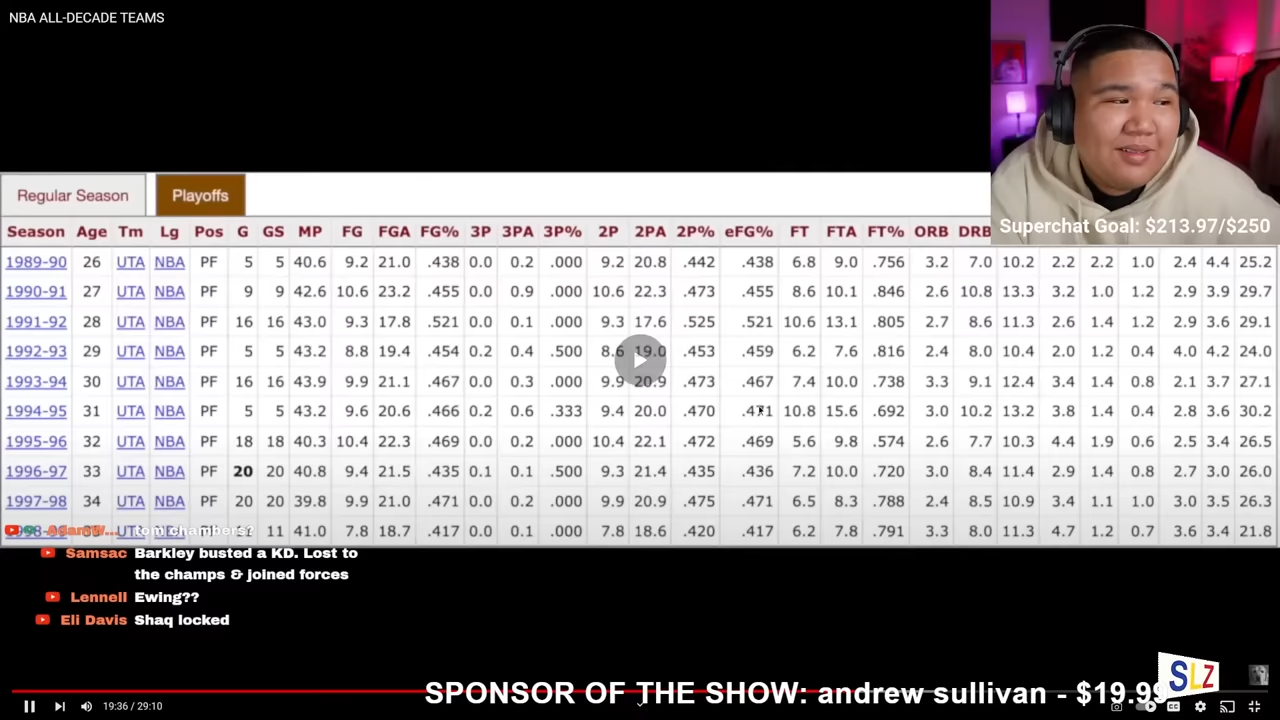 NBA ALL-DECADE TEAMS
Superchat Goal: $213.97/$250
Regular Season Playoffs
Season Age Tm Lg Pos G GS MP FG FGA FG% 3P 3PA 3P% 2P 2PA 2P% eFG% FT FTA FT% ORB DRB
1989-90 26 UTA NBA PF 5 5 40.6 9.2 21.0 .438 0.0 0.2 .000 9.2 20.8 .442 .438 6.8 9.0 .756 3.2 7.0 10.2 2.2 2.2 1.0 2.4 4.4 25.2
1990-91 27 UTA NBA PF 9 9 42.6 10.6 23.2 .455 0.0 0.9 .000 10.6 22.3 .473 .455 8.6 10.1 .846 2.6 10.8 13.3 3.2 1.0 1.2 2.9 3.9 29.7
1991-92 28 UTA NBA PF 16 16 43.0 9.3 17.8 .521 0.0 0.1 .000 9.3 17.6 .525 .521 10.6 13.1 .805 2.7 8.6 11.3 2.6 1.4 1.2 2.9 3.6 29.1
1992-93 29 UTA NBA PF 5 5 43.2 8.8 19.4 .454 0.2 0.4 .500 8.6 19.0 .453 .459 6.2 7.6 .816 2.4 8.0 10.4 2.0 1.2 0.4 4.0 4.2 24.0
1993-94 30 UTA NBA PF 16 16 43.9 9.9 21.1 .467 0.0 0.3 .000 9.9 20.9 .473 .467 7.4 10.0 .738 3.3 9.1 12.4 3.4 1.4 0.8 2.1 3.7 27.1
1994-95 31 UTA NBA PF 5 5 43.2 9.6 20.6 .466 0.2 0.6 .333 9.4 20.0 .470 .471 10.8 15.6 .692 3.0 10.2 13.2 3.8 1.4 0.4 2.8 3.6 30.2
1995-96 32 UTA NBA PF 18 18 40.3 10.4 22.3 .469 0.0 0.2 .000 10.4 22.1 .472 .469 5.6 9.8 .574 2.6 7.7 10.3 4.4 1.9 0.6 2.5 3.4 26.5
1996-97 33 UTA NBA PF 20 20 40.8 9.4 21.5 .435 0.1 0.1 .500 9.3 21.4 .435 .436 7.2 10.0 .720 3.0 8.4 11.4 2.9 1.4 0.8 2.7 3.0 26.0
1997-98 34 UTA NBA PF 20 20 39.8 9.9 21.0 .471 0.0 0.2 .000 9.9 20.9 .475 .471 6.5 8.3 .788 2.4 8.5 10.9 3.4 1.1 1.0 3.0 3.5 26.3
UTA NBA PF 11 41.0 7.8 18.7 .417 0.0 0.1 .000 7.8 18.6 .420 .417 6.2 7.8 .791 3.3 8.0 11.3 4.7 1.2 0.7 3.6 3.4 21.8
tom chambers?
Samsac Barkley busted a KD. Lost to
the champs & joined forces
Lennell Ewing??
Eli Davis Shaq locked
SLZ
SPONSOR OF THE SHOW: andrew sullivan - $19.99
19:36 / 29:10